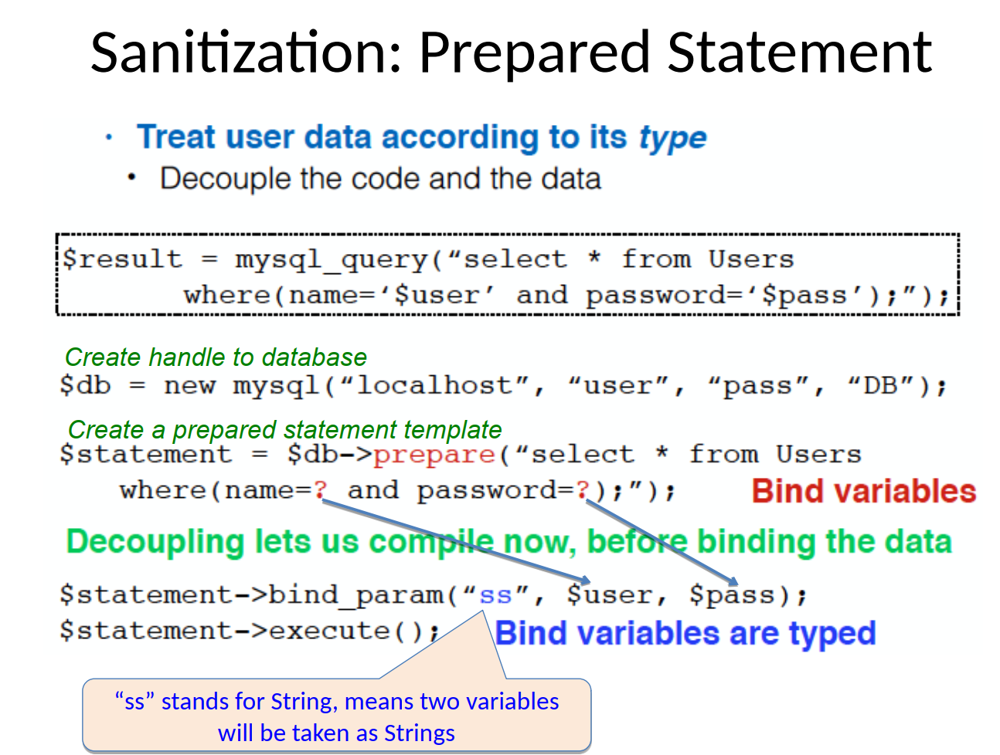 Sanitization: Prepared Statement
• Treat user data according to its type
• Decouple the code and the data
$result = mysql_query(“select * from Users
where(name=‘$user’ and password=‘$pass’);”);
Create handle to database
$db = new mysql(“localhost”, “user”, “pass”, “DB”);
Create a prepared statement template
$statement = $db->prepare(“select * from Users
where(name=? and password=?);”);
Bind variables
Decoupling lets us compile now, before binding the data
$statement->bind_param(“ss”, $user, $pass);
$statement->execute();
Bind variables are typed
“ss” stands for String, means two variables
will be taken as Strings